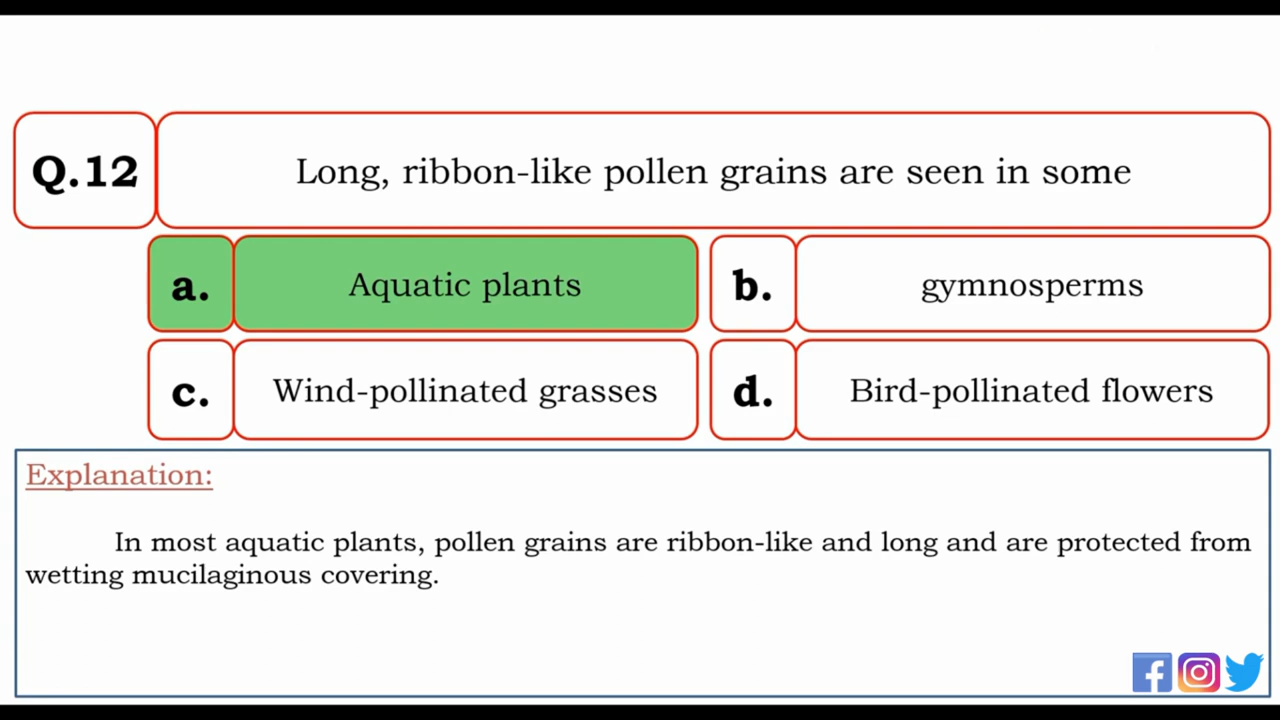 Q.12
Long, ribbon-like pollen grains are seen in some
a.
Aquatic plants
b.
gymnosperms
c.
Wind-pollinated grasses
d.
Bird-pollinated flowers
Explanation:
In most aquatic plants, pollen grains are ribbon-like and long and are protected from
wetting mucilaginous covering.